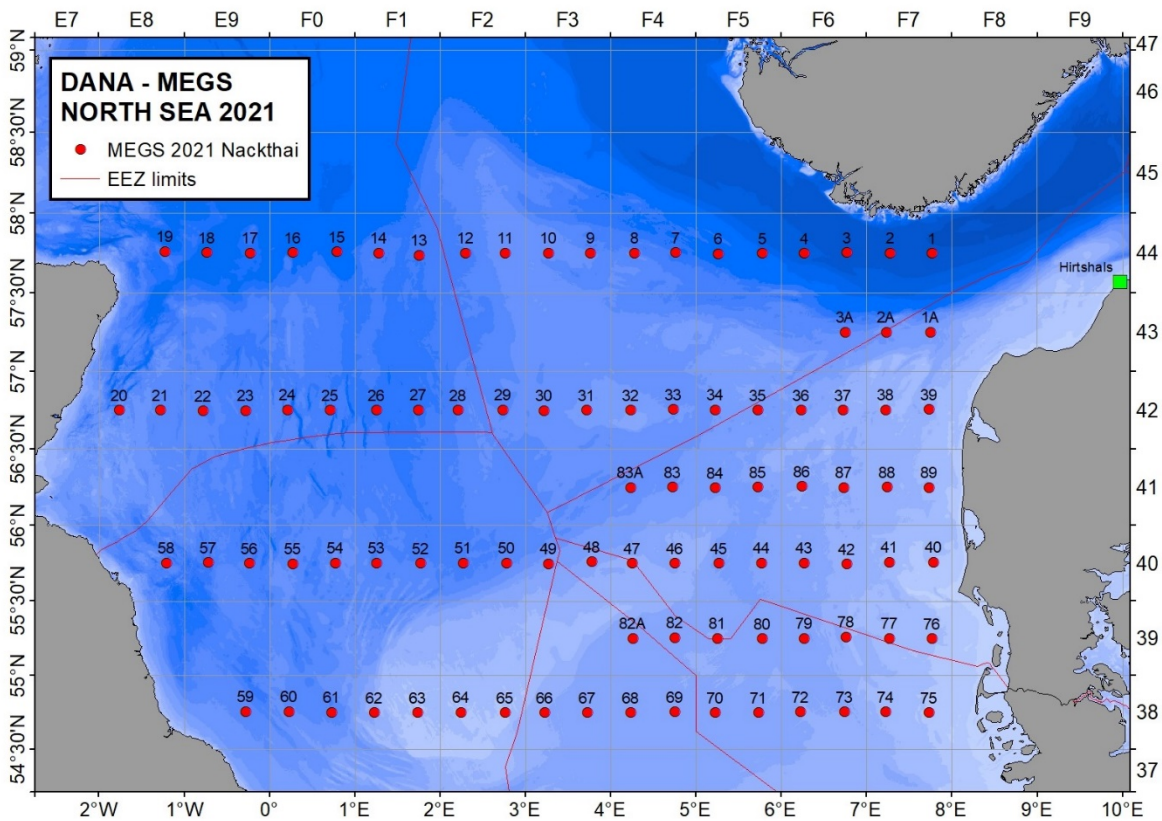 E7 E8 E9 F0 F1 F2 F3 F4 F5 F6 F7 F8 F9
59°N 47
DANA - MEGS
NORTH SEA 2021
MEGS 2021 Nackthai
EEZ limits
46
58°30'N
45
58°N
19 18 17 16 15 14 13 12 11 10 9 8 7 6 5 4 3 2 1 44
Hirtshals
57°30'N
3A 2A 1A 43
57°N
20 21 22 23 24 25 26 27 28 29 30 31 32 33 34 35 36 37 38 39 42
56°30'N
83A 83 84 85 86 87 88 89 41
56°N
58 57 56 55 54 53 52 51 50 49 48 47 46 45 44 43 42 41 40 40
55°30'N
82A 82 81 80 79 78 77 76 39
55°N
59 60 61 62 63 64 65 66 67 68 69 70 71 72 73 74 75 38
54°30'N
37
2°W 1°W 0° 1°E 2°E 3°E 4°E 5°E 6°E 7°E 8°E 9°E 10°E